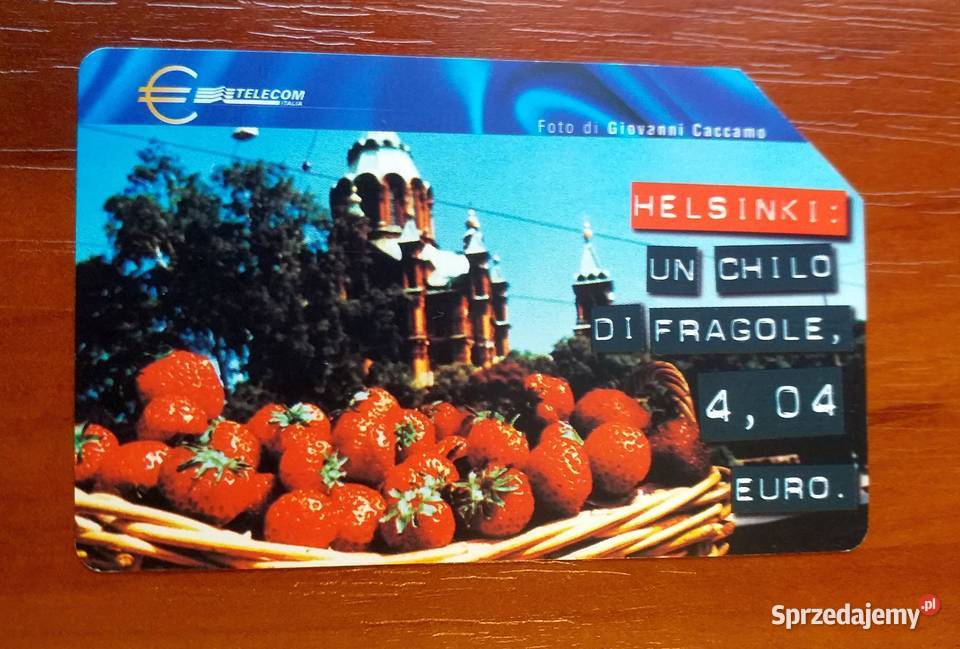 € TELECOM
ITALIA
Foto di Giovanni Caccamo
HELSINKI:
UN CHILO
DI FRAGOLE,
4,04
EURO.
Sprzedajemy.pl